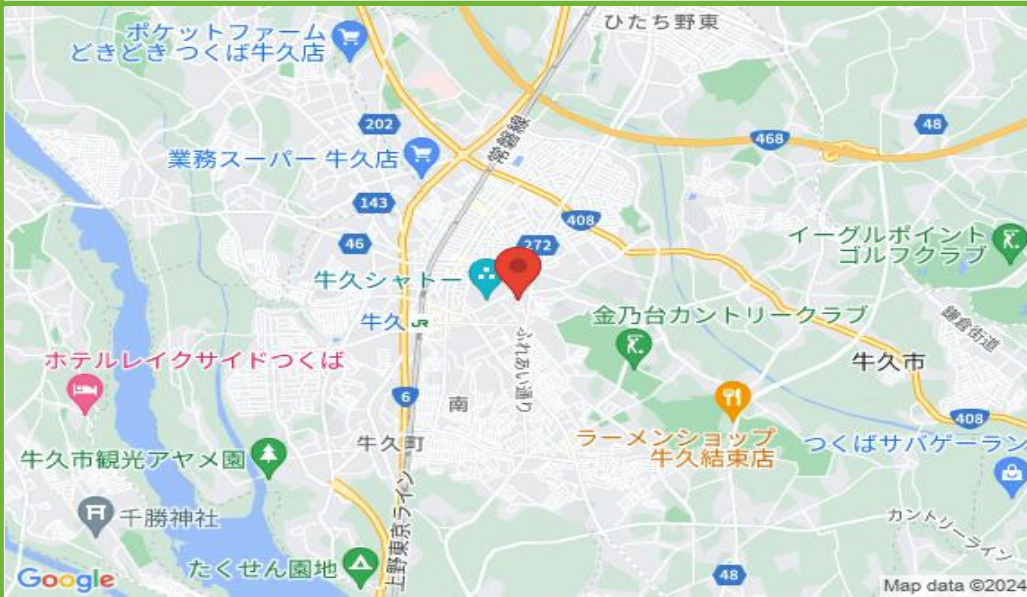 ひたち野東
ポケットファーム
どきどき つくば牛久店
202
468
48
常磐線
業務スーパー 牛久店
143
408
46
272
イーグルポイント
ゴルフクラブ
牛久シャトー
牛久
JR
金乃台カントリークラブ
鎌倉街道
ふれあい通り
ホテルレイクサイドつくば
牛久市
6
南
408
牛久町
ラーメンショップ
牛久結束店
つくばサバゲーラン
牛久市観光アヤメ園
千勝神社
カントリーライン
上野東京ライン
たくせん園地
48
Google
Map data ©2024